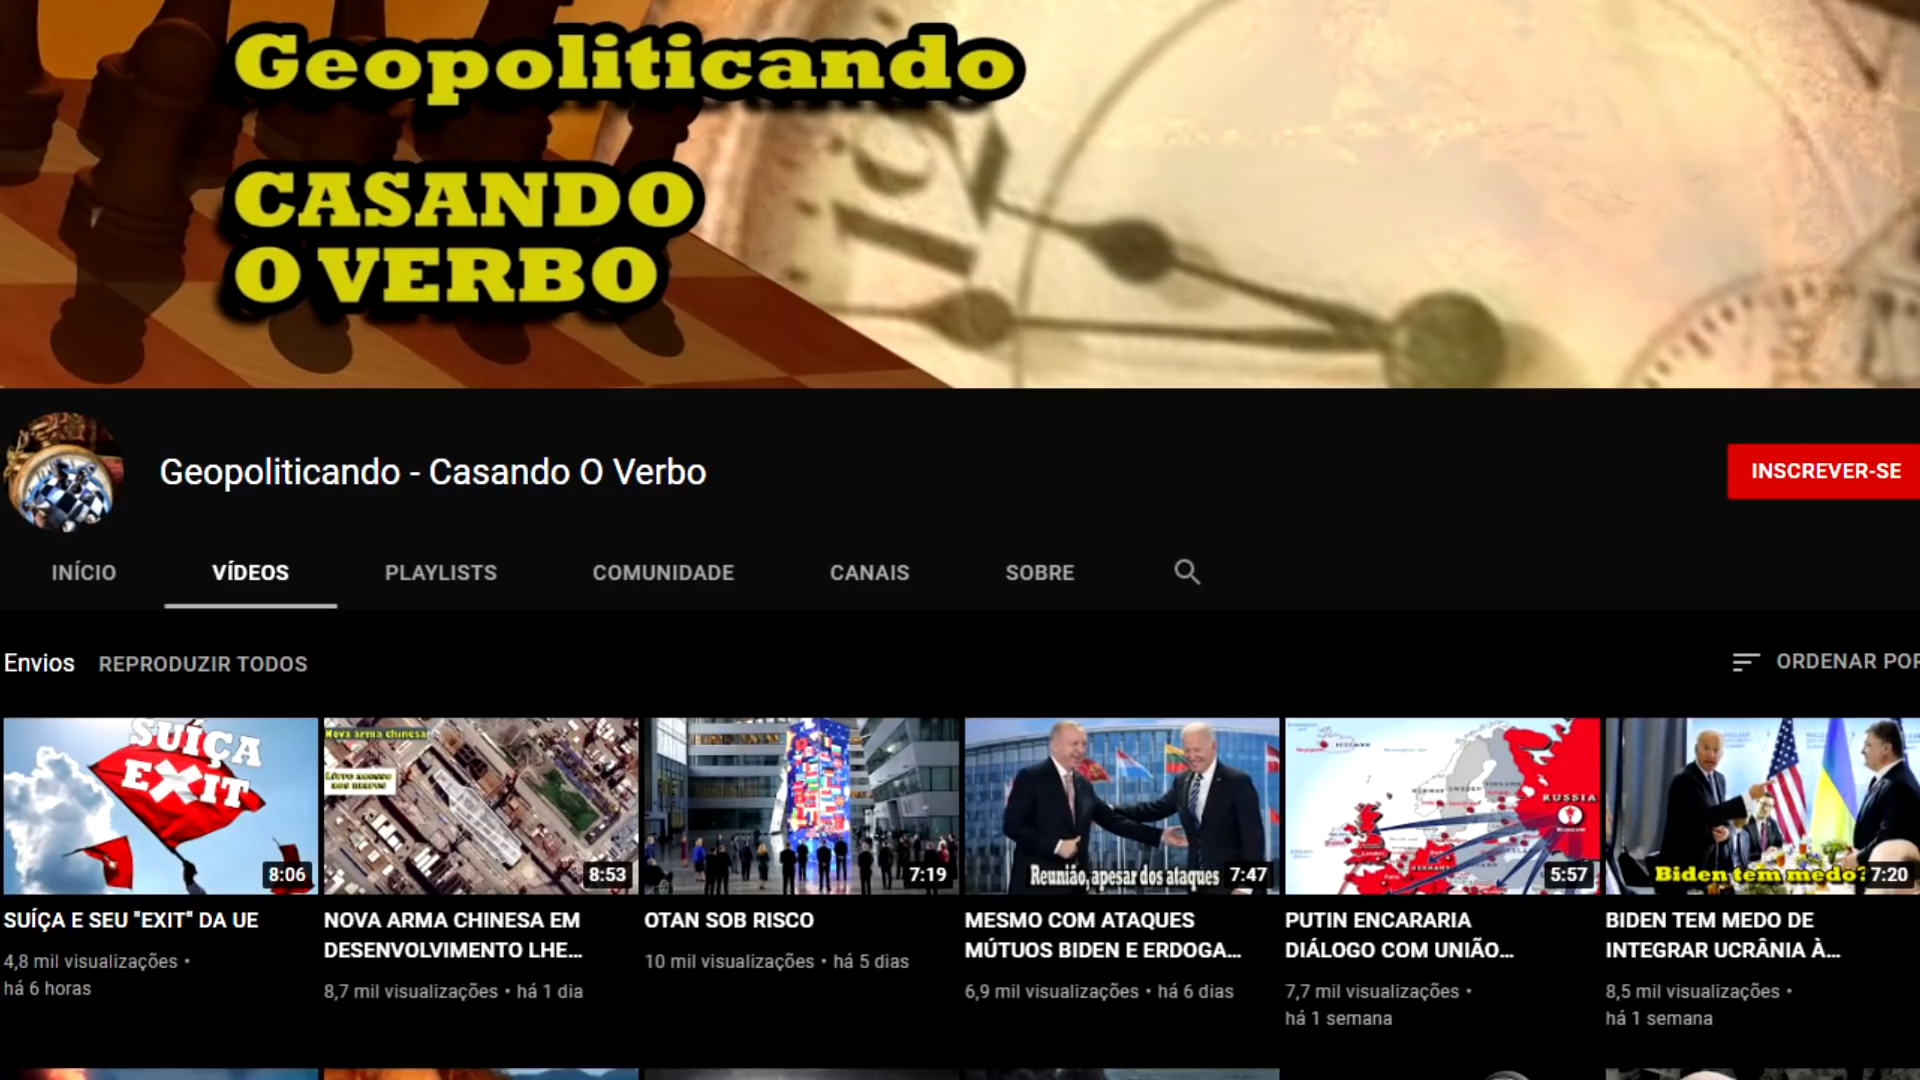 Geopoliticando
CASANDO
O VERBO
Geopoliticando - Casando O Verbo
INSCREVER-SE
INÍCIO
VÍDEOS
PLAYLISTS
COMUNIDADE
CANAIS
SOBRE
Envios
REPRODUZIR TODOS
ORDENAR POR
SUÍÇA
EXIT
8:06
Nova arma chinesa
8:53
7:19
Reunião, apesar dos ataques
7:47
RUSSIA
5:57
Biden tem medo?
7:20
SUÍÇA E SEU "EXIT" DA UE
4,8 mil visualizações •
há 6 horas
NOVA ARMA CHINESA EM
DESENVOLVIMENTO LHE...
8,7 mil visualizações • há 1 dia
OTAN SOB RISCO
10 mil visualizações • há 5 dias
MESMO COM ATAQUES
MÚTUOS BIDEN E ERDOGA...
6,9 mil visualizações • há 6 dias
PUTIN ENCARARIA
DIÁLOGO COM UNIÃO...
7,7 mil visualizações •
há 1 semana
BIDEN TEM MEDO DE
INTEGRAR UCRÂNIA À...
8,5 mil visualizações •
há 1 semana